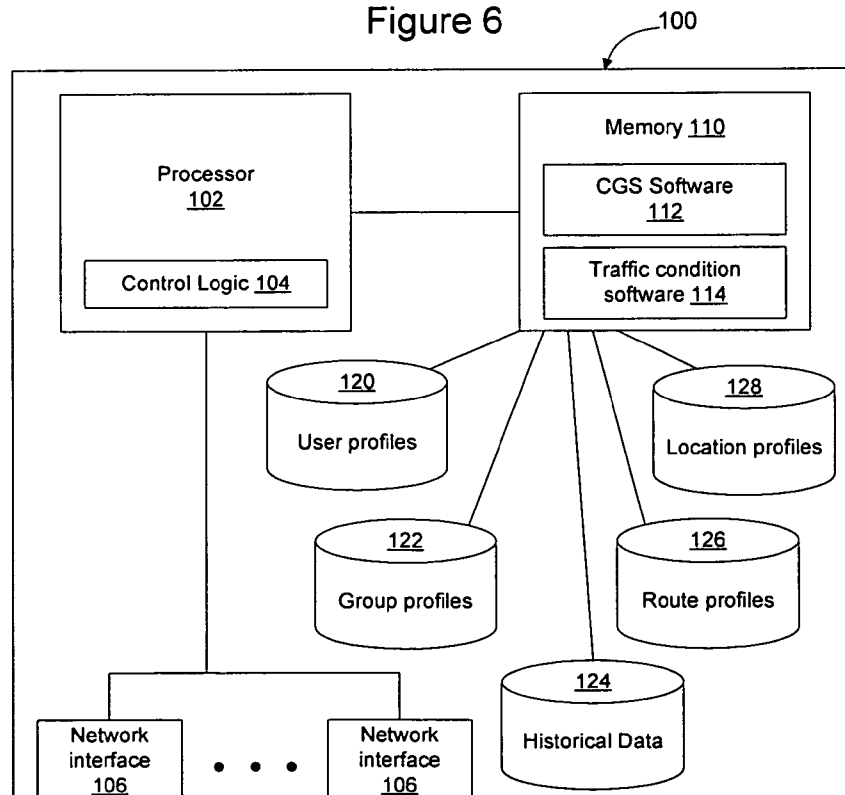 Figure 6
100
Processor
102
Control Logic 104
Memory 110
CGS Software
112
Traffic condition
software 114
120
User profiles
128
Location profiles
122
Group profiles
126
Route profiles
124
Historical Data
Network
interface
106
Network
interface
106